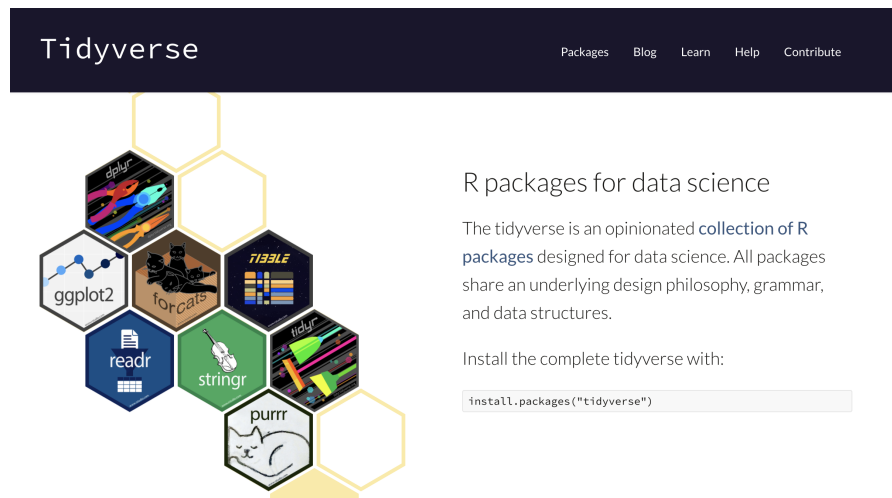 Tidyverse
Packages Blog Learn Help Contribute
dplyr
ggplot2
forcats
TIBBLE
readr
stringr
tidyr
purrr
R packages for data science
The tidyverse is an opinionated collection of R
packages designed for data science. All packages
share an underlying design philosophy, grammar,
and data structures.
Install the complete tidyverse with:
install.packages("tidyverse")